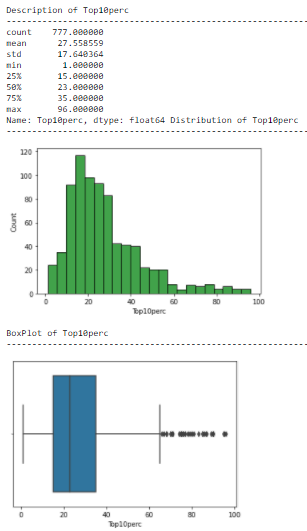 Description of Top10perc
----------------------------------------------------------------
count 777.000000
mean 27.558559
std 17.640364
min 1.000000
25% 15.000000
50% 23.000000
75% 35.000000
max 96.000000
Name: Top10perc, dtype: float64 Distribution of Top10perc
----------------------------------------------------------------
120
100
80
60
40
20
0
Count
0 20 40 60 80 100
Top10perc
BoxPlot of Top10perc
----------------------------------------------------------------
0 20 40 60 80 100
Top10perc